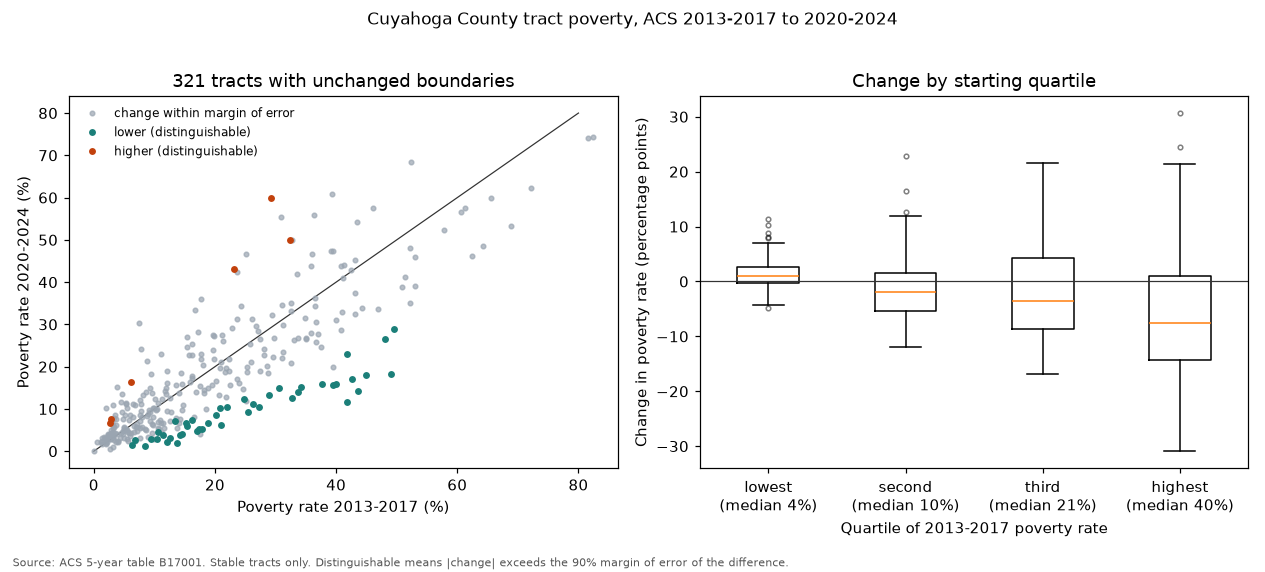 Cuyahoga County tract poverty, ACS 2013-2017 to 2020-2024
321 tracts with unchanged boundaries
change within margin of error
lower (distinguishable)
higher (distinguishable)
Poverty rate 2020-2024 (%)
80
70
60
50
40
30
20
10
0
0 20 40 60 80
Poverty rate 2013-2017 (%)
Change by starting quartile
Change in poverty rate (percentage points)
30
20
10
0
−10
−20
−30
lowest second third highest
(median 4%) (median 10%) (median 21%) (median 40%)
Quartile of 2013-2017 poverty rate
Source: ACS 5-year table B17001. Stable tracts only. Distinguishable means |change| exceeds the 90% margin of error of the difference.